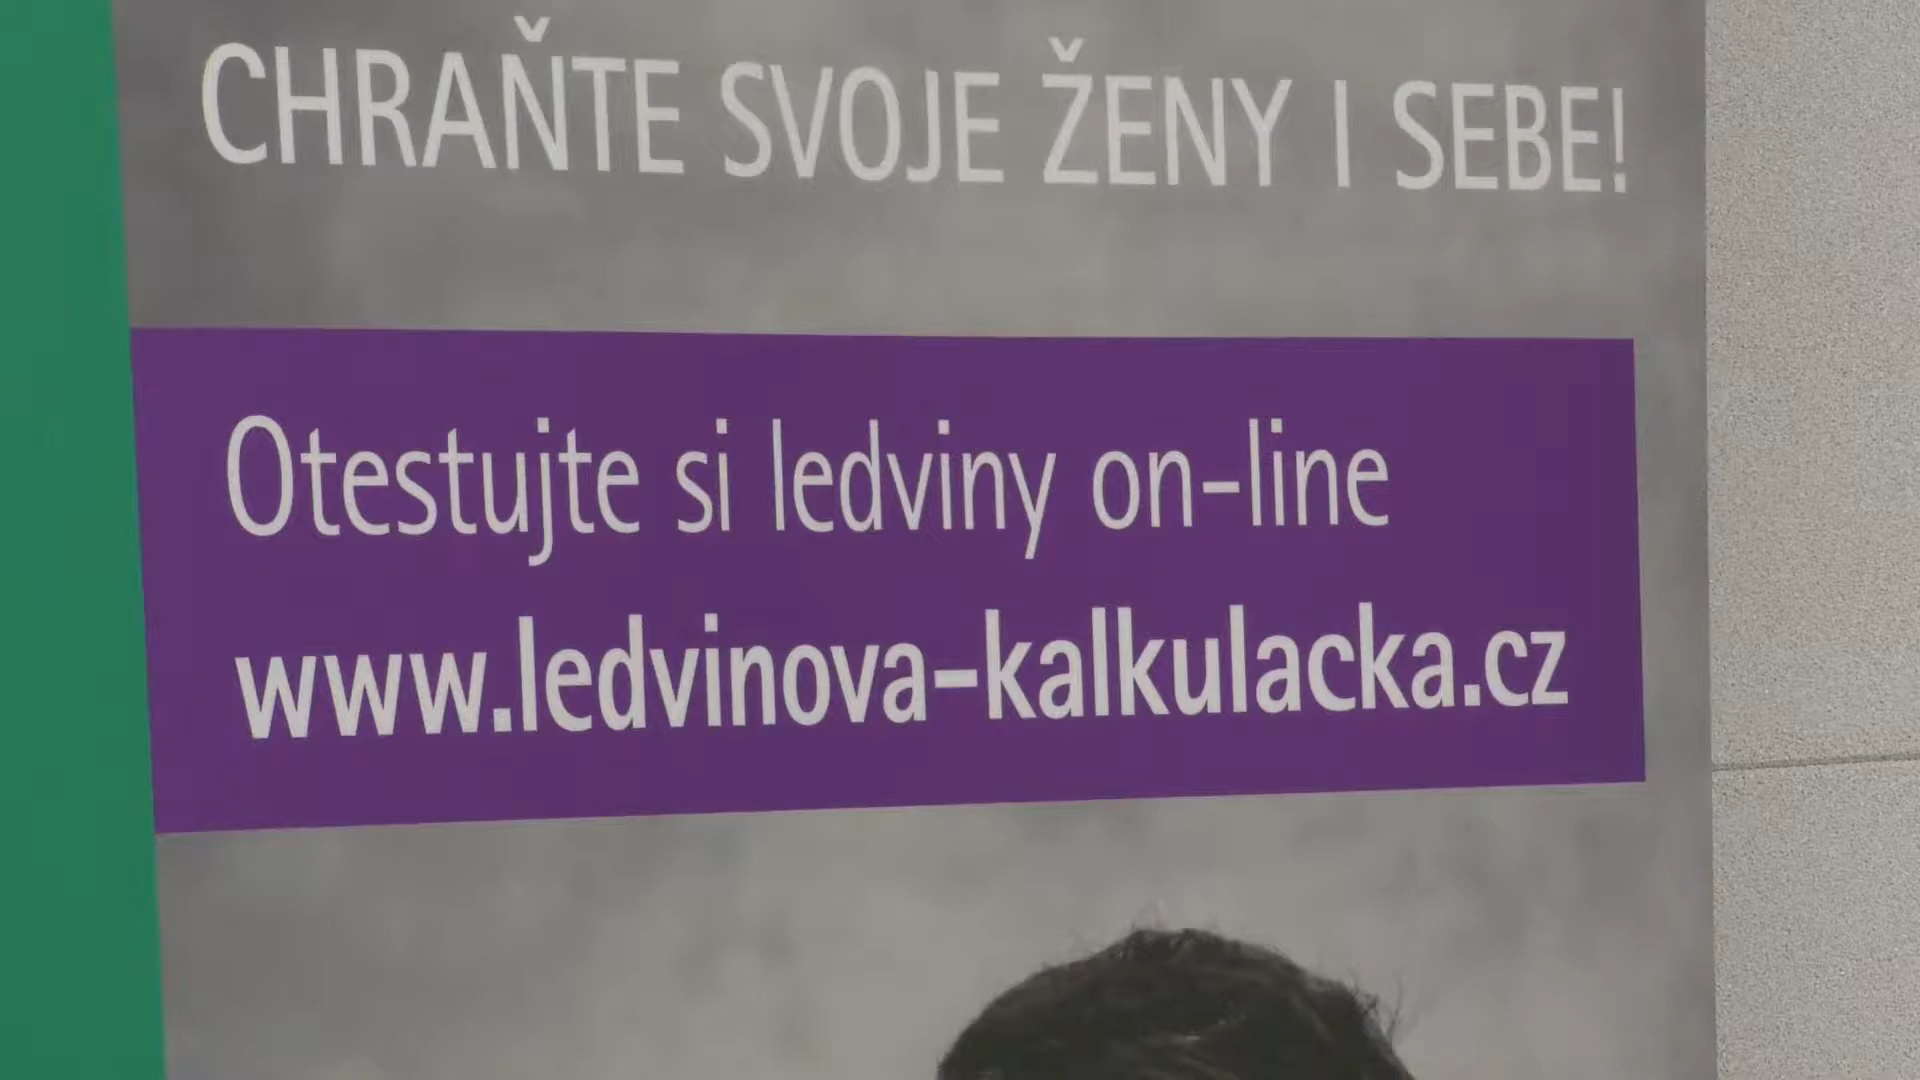 CHRAŇTE SVOJE ŽENY I SEBE!
Otestujte si ledviny on-line
www.ledvinova-kalkulacka.cz